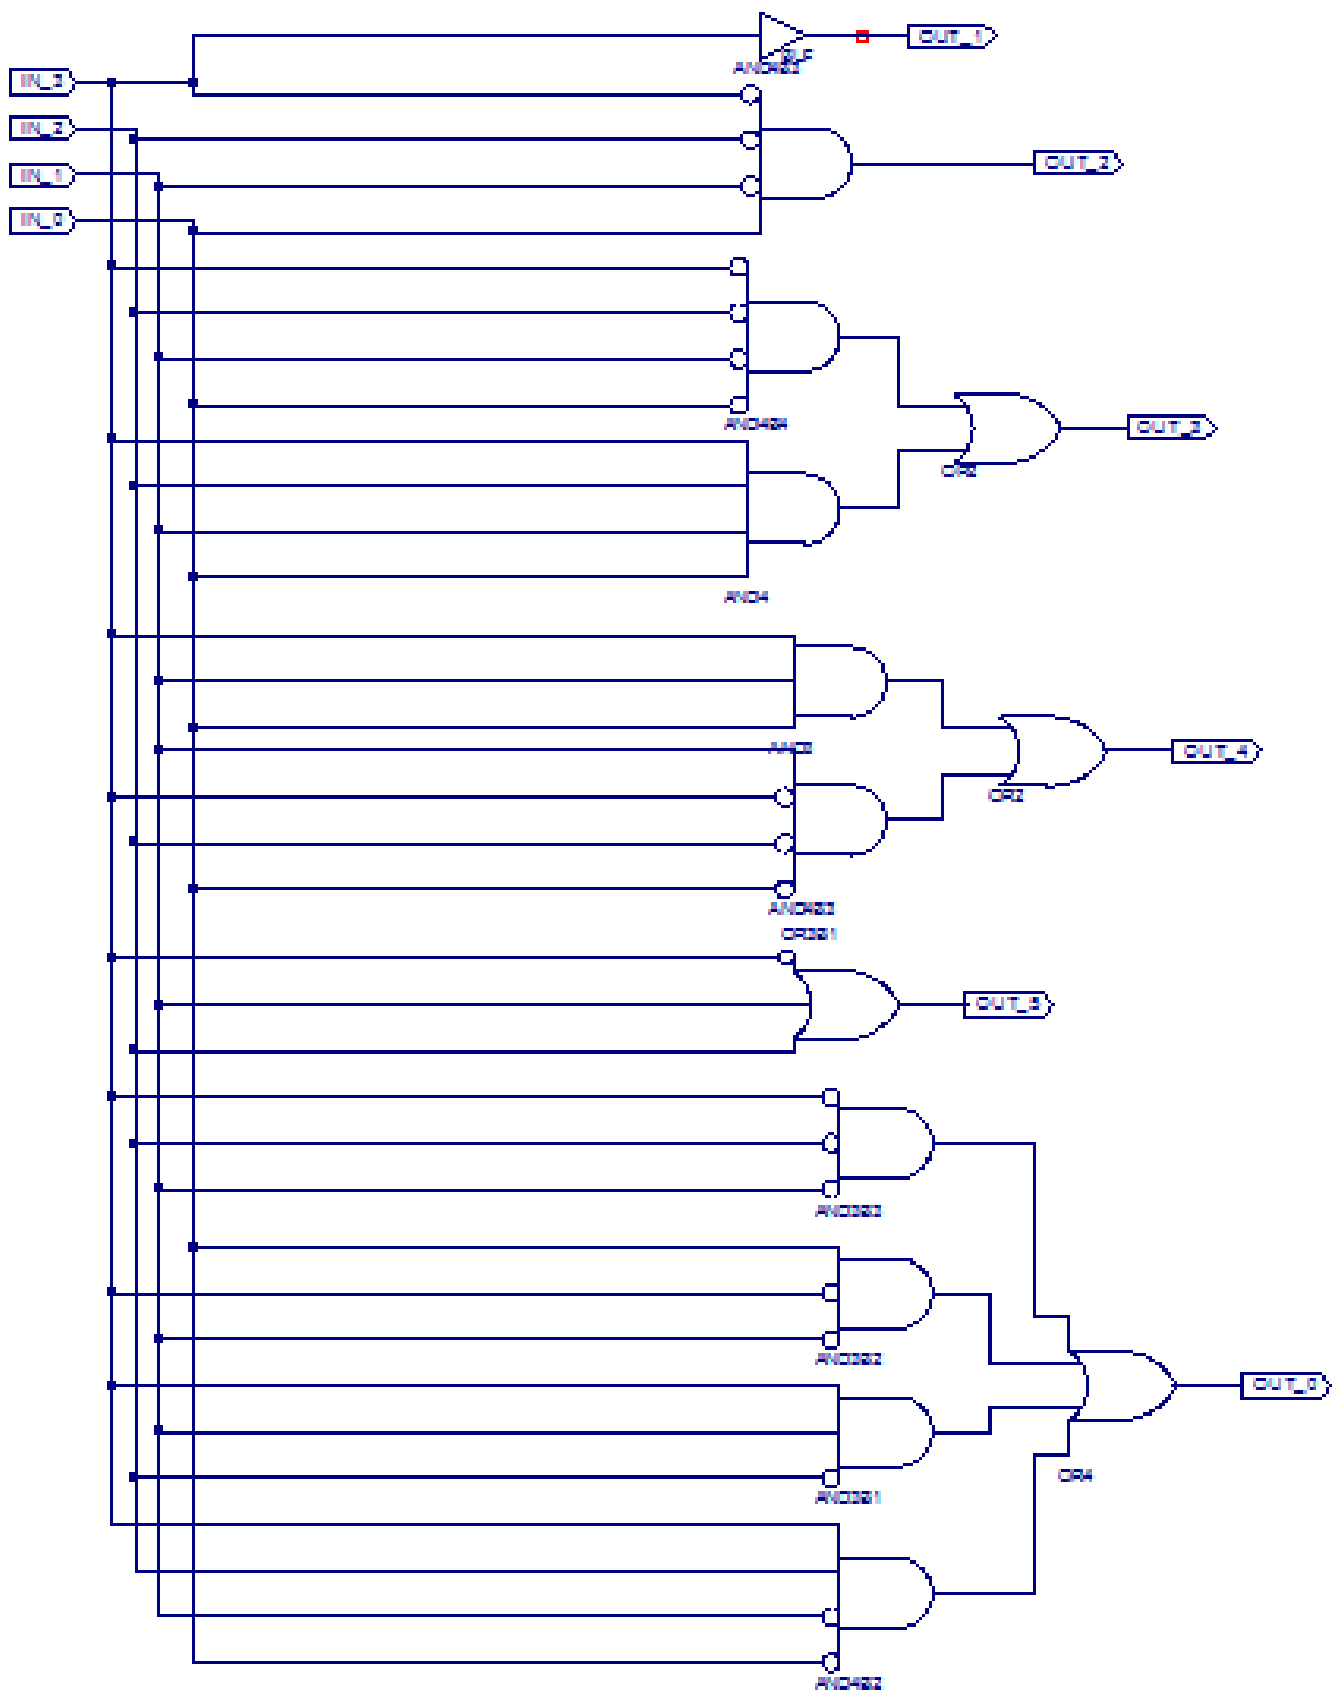 OUT_1
BUF
AND4B3
IN_3
IN_2
IN_1
IN_0
OUT_2
AND4B4
OUT_3
OR2
AND4
AND3
OUT_4
OR2
AND4B3
OR3B1
OUT_5
AND3B3
AND3B2
OUT_0
OR4
AND3B1
AND4B2